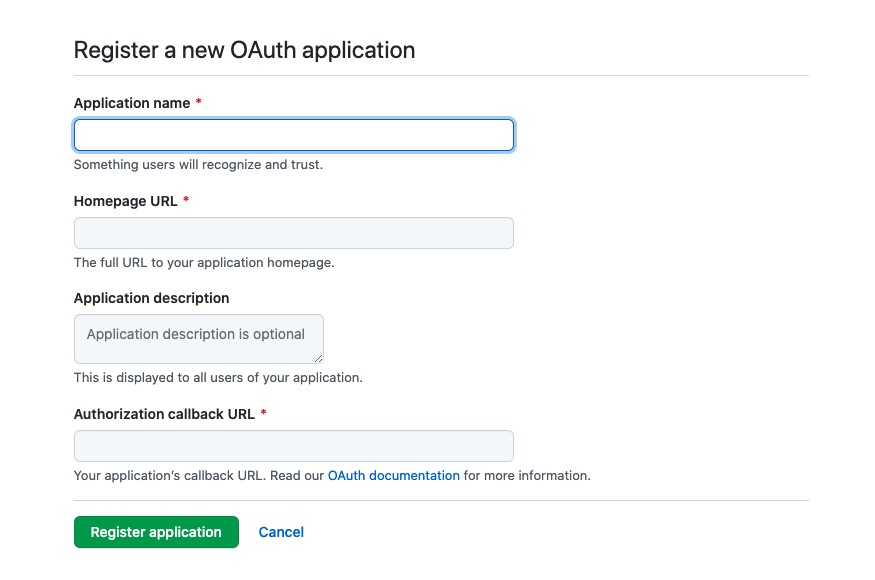 Register a new OAuth application
Application name *
Something users will recognize and trust.
Homepage URL *
The full URL to your application homepage.
Application description
Application description is optional
This is displayed to all users of your application.
Authorization callback URL *
Your application’s callback URL. Read our OAuth documentation for more information.
Register application Cancel